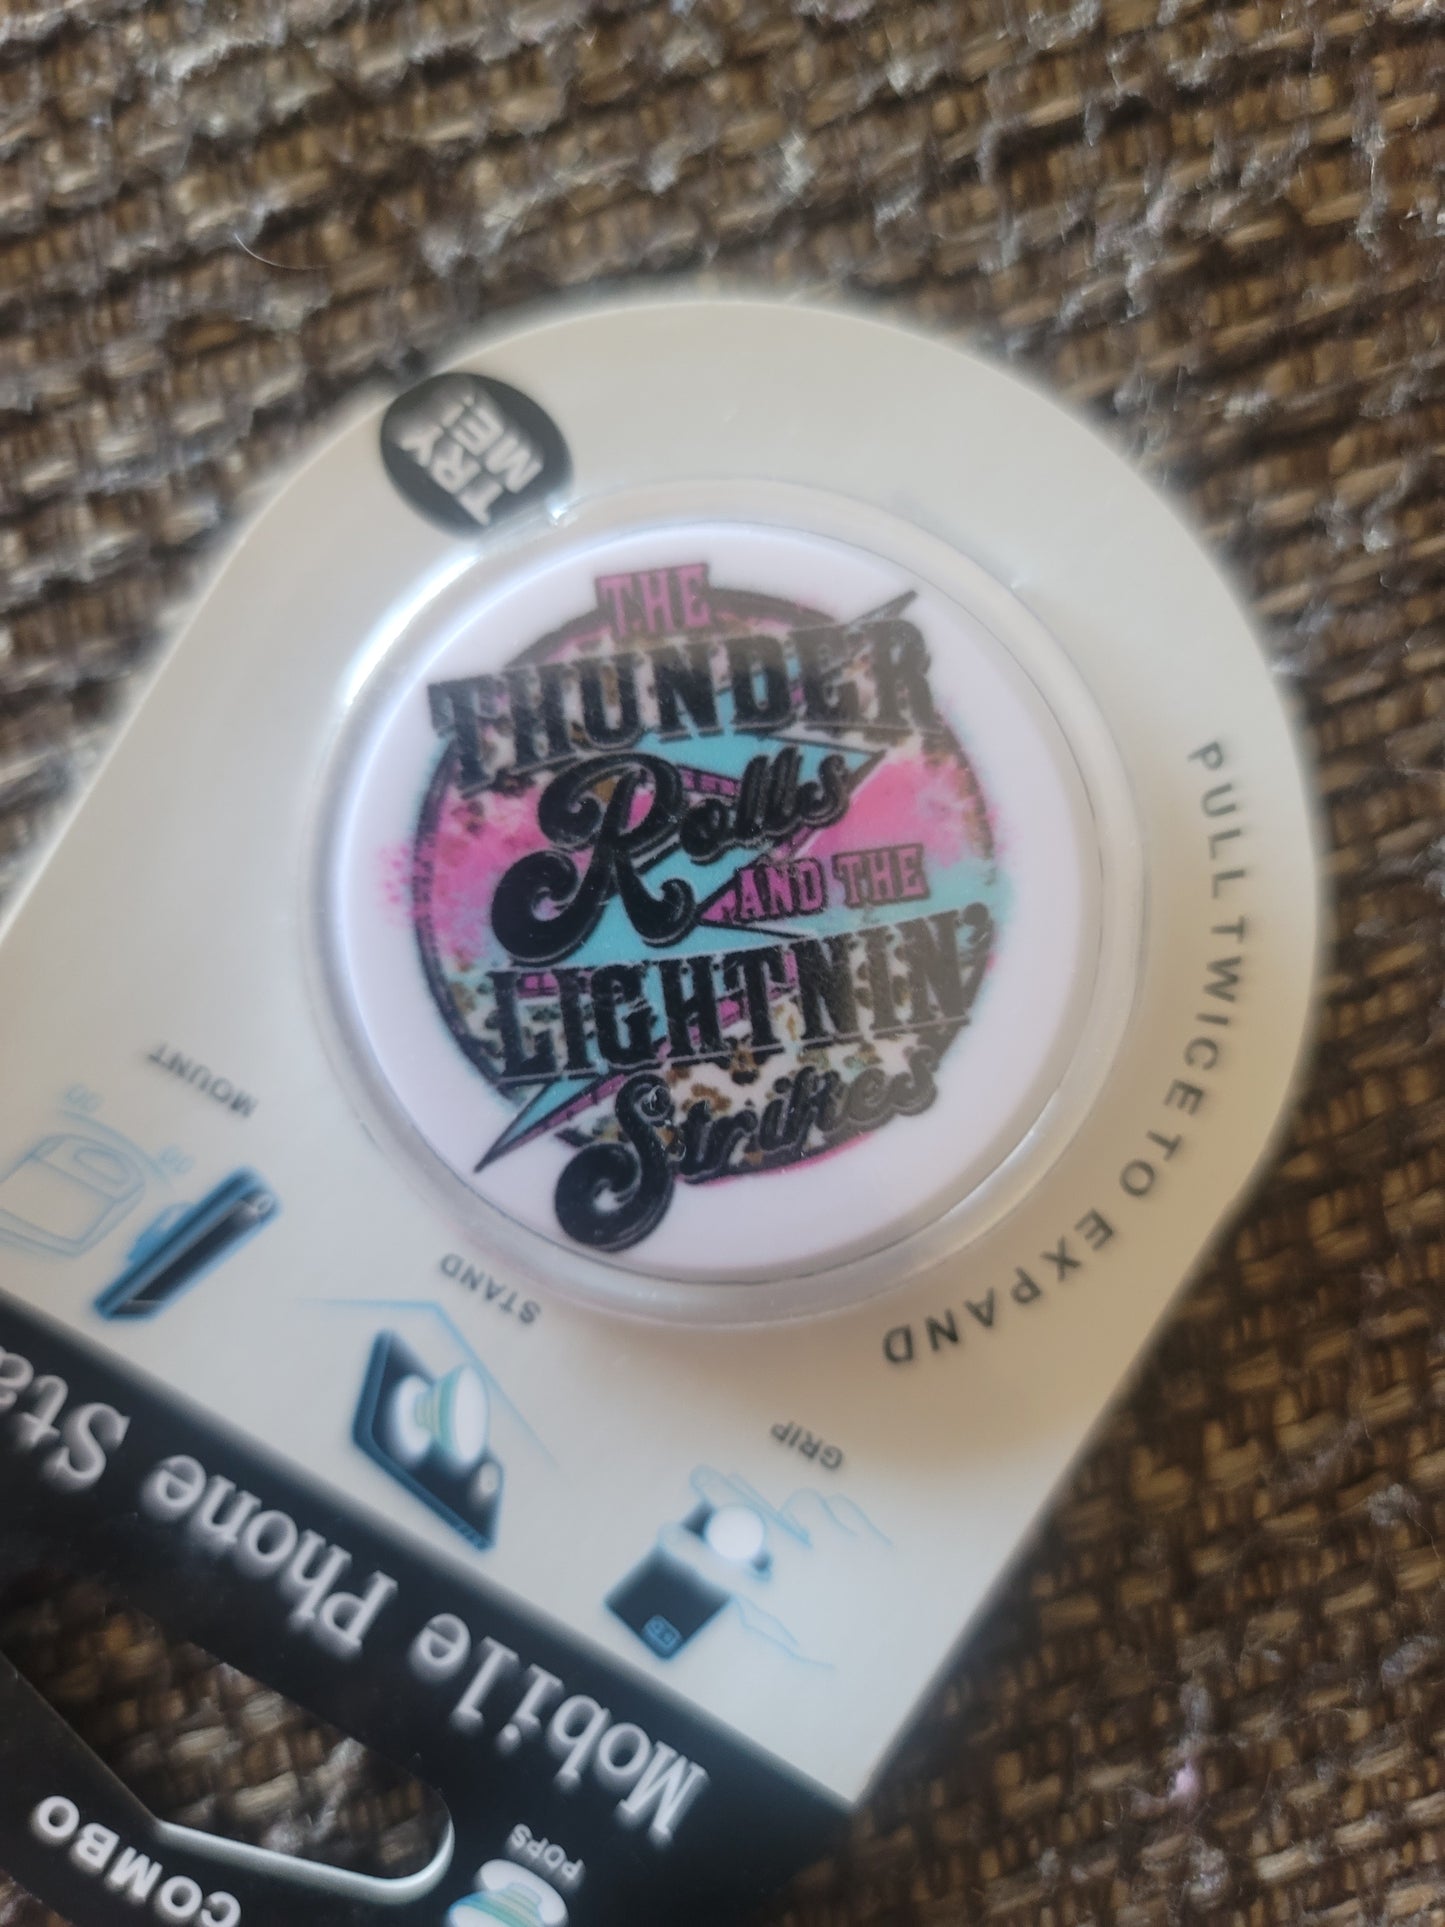 TRY
ME!
THE
THUNDER
Rolls
AND THE
LIGHTNIN'
Strikes
PULL TWICE TO EXPAND
MOUNT
STAND
GRIP
Mobile Phone Sta
POPS
COMBO